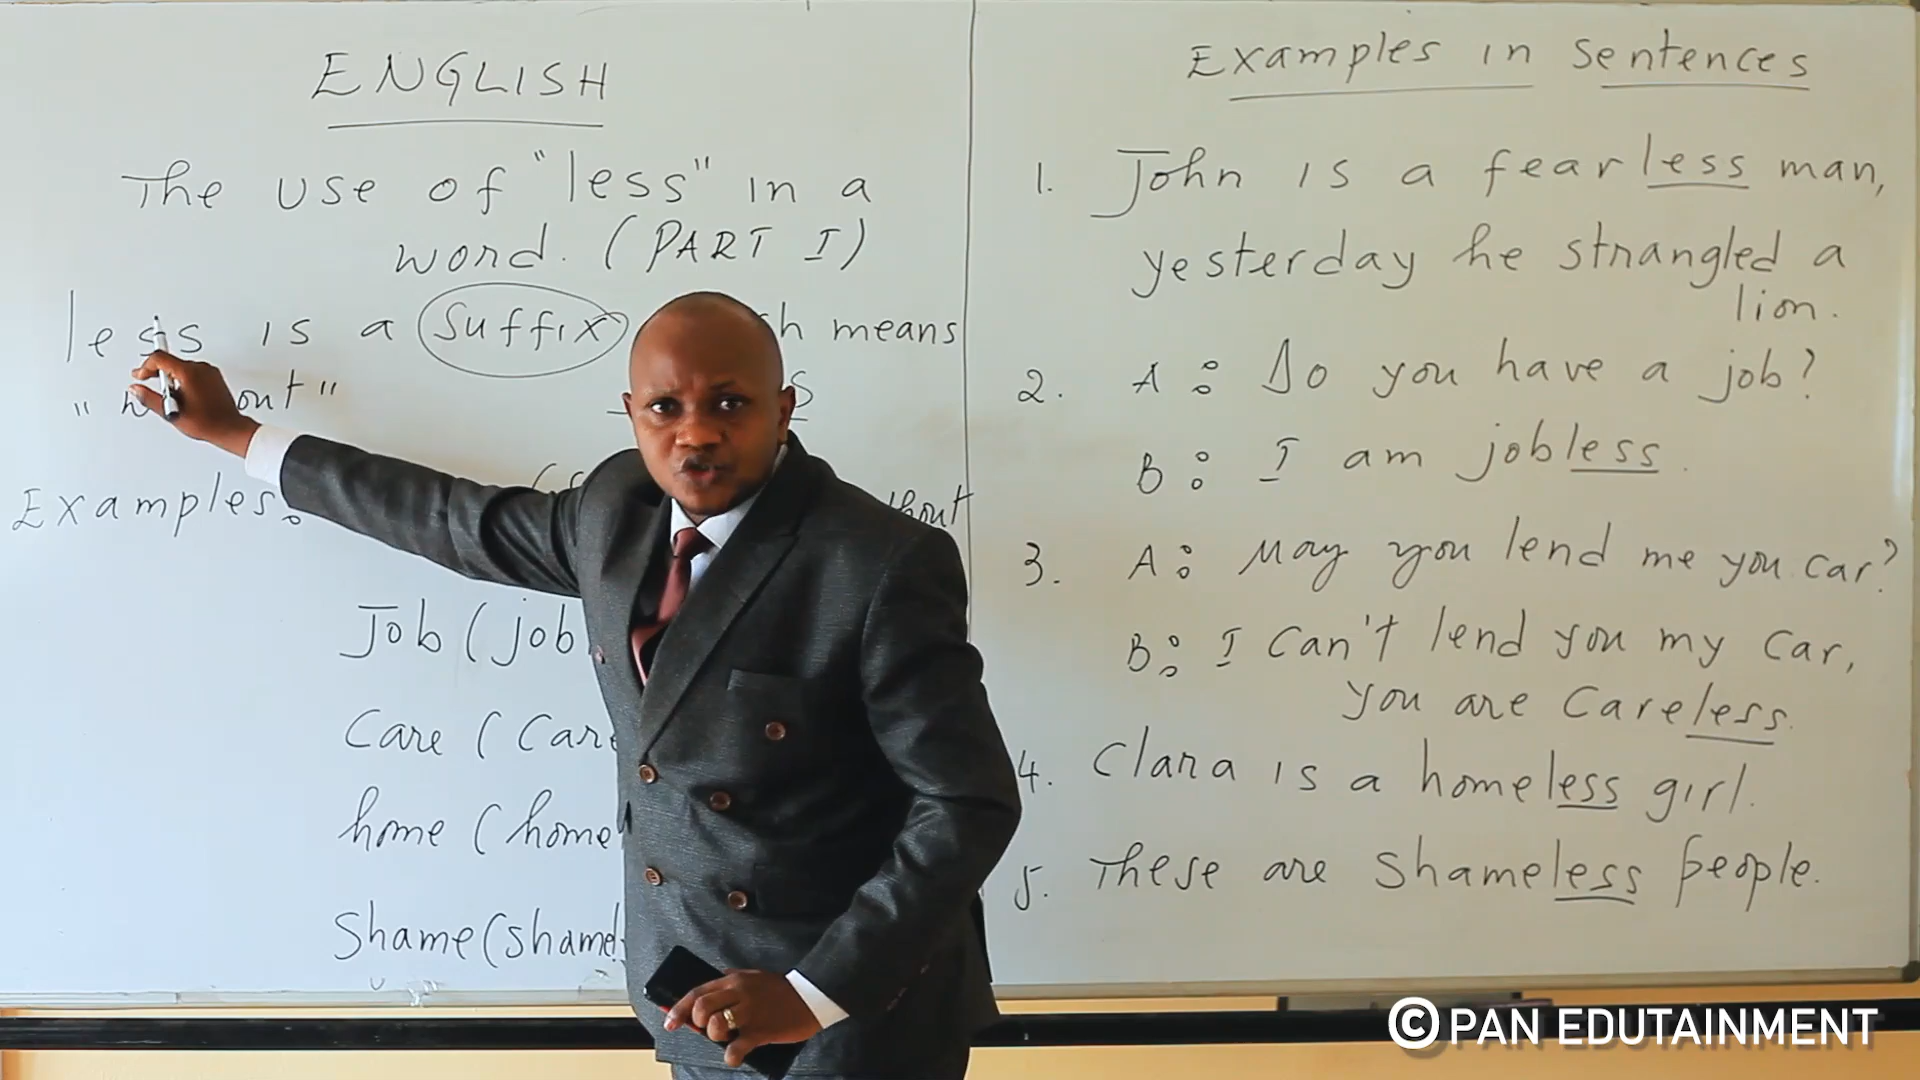 ENGLISH
The use of "less" in a
word. (PART I)
less is a suffix means
"
Examples:
Job (job
Care (Care
home (home
Shame (shame
Examples in Sentences
1. John is a fearless man,
yesterday he strangled a
lion.
2. A: Do you have a job?
B: I am jobless.
3. A: May you lend me you car?
B: I can't lend you my car,
you are careless.
4. Clara is a homeless girl.
5. These are shameless people.
© PAN EDUTAINMENT